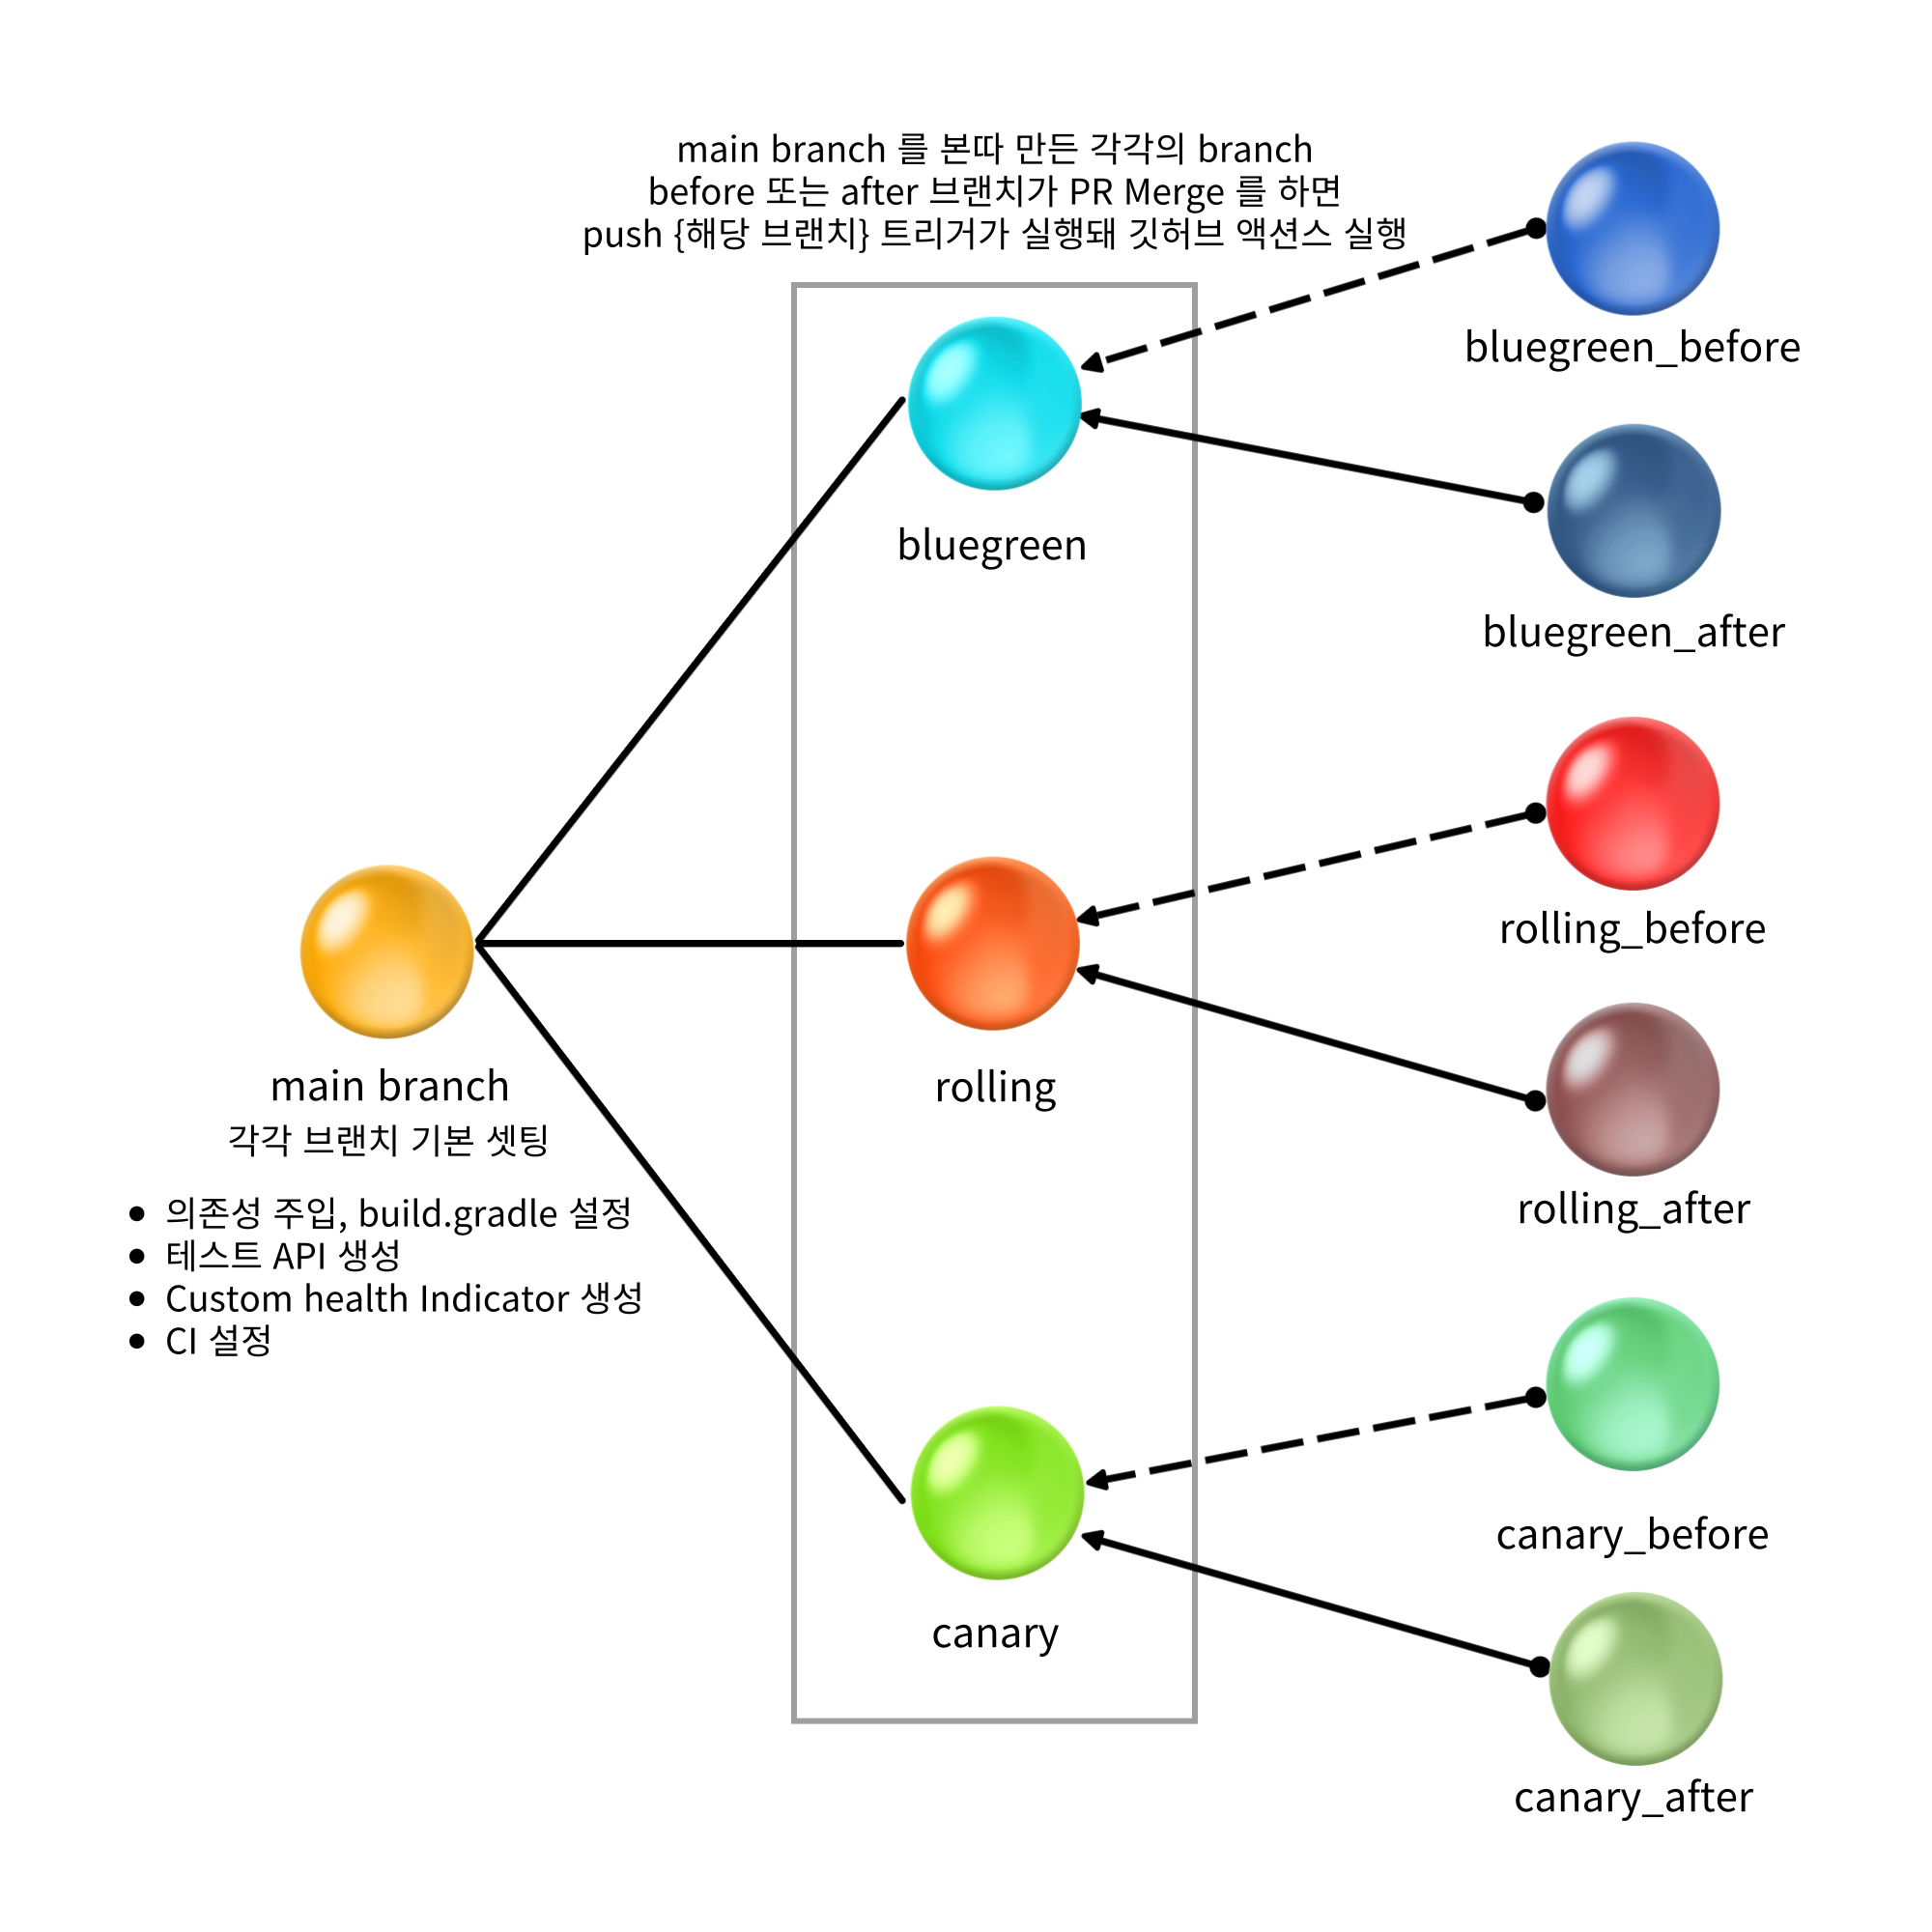 main branch 를 본따 만든 각각의 branch
before 또는 after 브랜치가 PR Merge 를 하면
push {해당 브랜치} 트리거가 실행돼 깃허브 액션스 실행
bluegreen_before
bluegreen
bluegreen_after
rolling_before
main branch
각각 브랜치 기본 셋팅
• 의존성 주입, build.gradle 설정
• 테스트 API 생성
• Custom health Indicator 생성
• CI 설정
rolling
rolling_after
canary_before
canary
canary_after